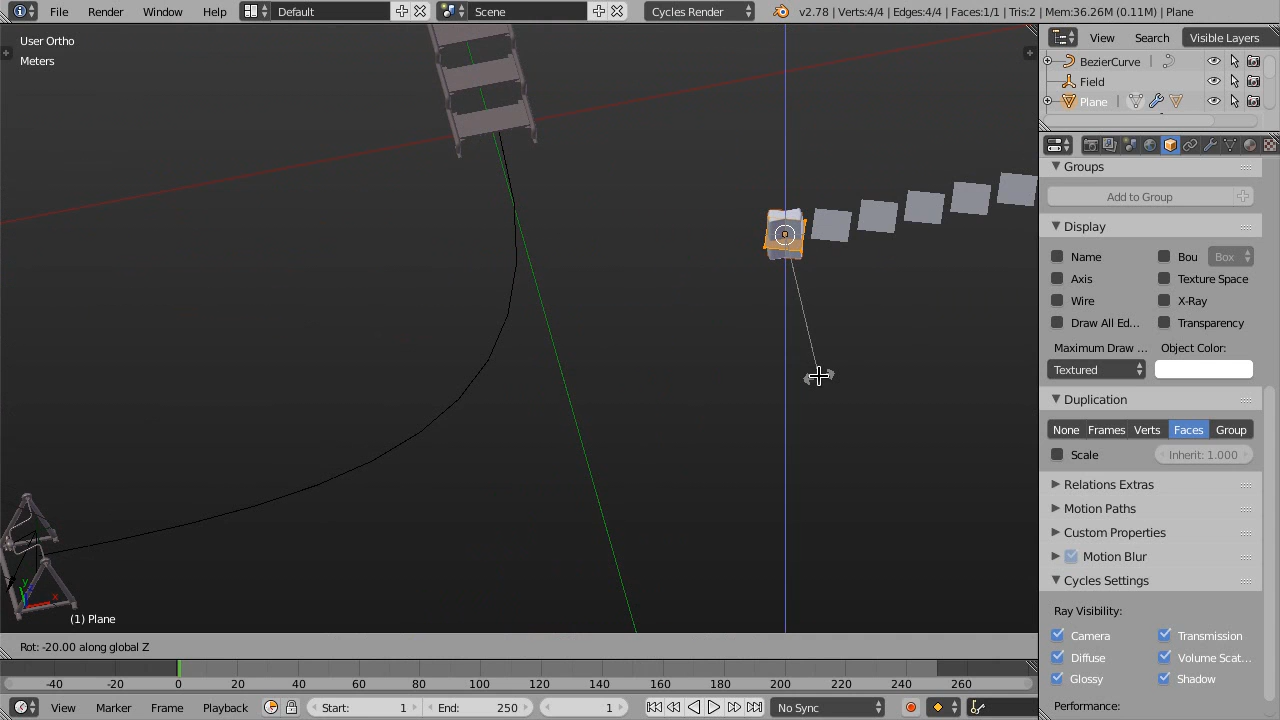 File Render Window Help Default Scene Cycles Render v2.78 | Verts:4/4 | Edges:4/4 | Faces:1/1 | Tris:2 | Mem:36.26M (0.11M) | Plane
User Ortho
Meters
View Search Visible Layers
BezierCurve
Field
Plane
Groups
Add to Group
Display
Name Bou Box
Axis Texture Space
Wire X-Ray
Draw All Ed... Transparency
Maximum Draw ... Object Color:
Textured
Duplication
None Frames Verts Faces Group
Scale Inherit: 1.000
Relations Extras
Motion Paths
Custom Properties
Motion Blur
Cycles Settings
Ray Visibility:
Camera Transmission
Diffuse Volume Scat...
Glossy Shadow
Performance:
y
x
(1) Plane
Rot: -20.00 along global Z
-40 -20 0 20 40 60 80 100 120 140 160 180 200 220 240 260
View Marker Frame Playback Start: 1 End: 250 1 No Sync